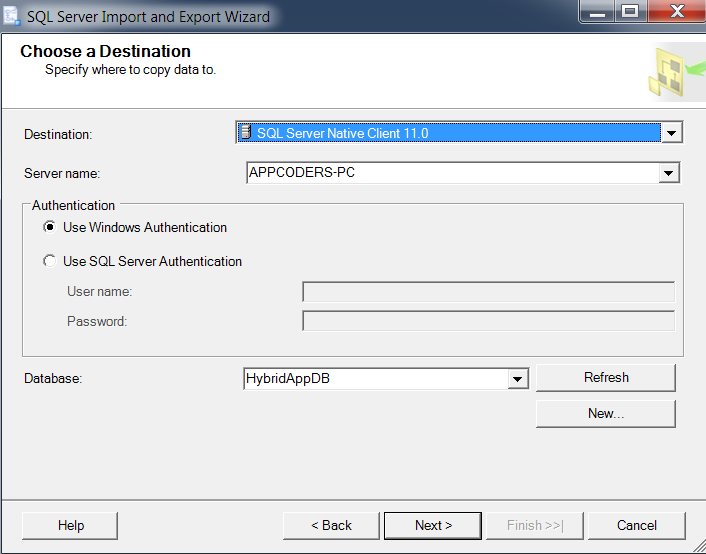 SQL Server Import and Export Wizard
Choose a Destination
Specify where to copy data to.
Destination: SQL Server Native Client 11.0
Server name: APPCODERS-PC
Authentication
Use Windows Authentication
Use SQL Server Authentication
User name:
Password:
Database: HybridAppDB Refresh
New...
Help < Back Next > Finish >>| Cancel